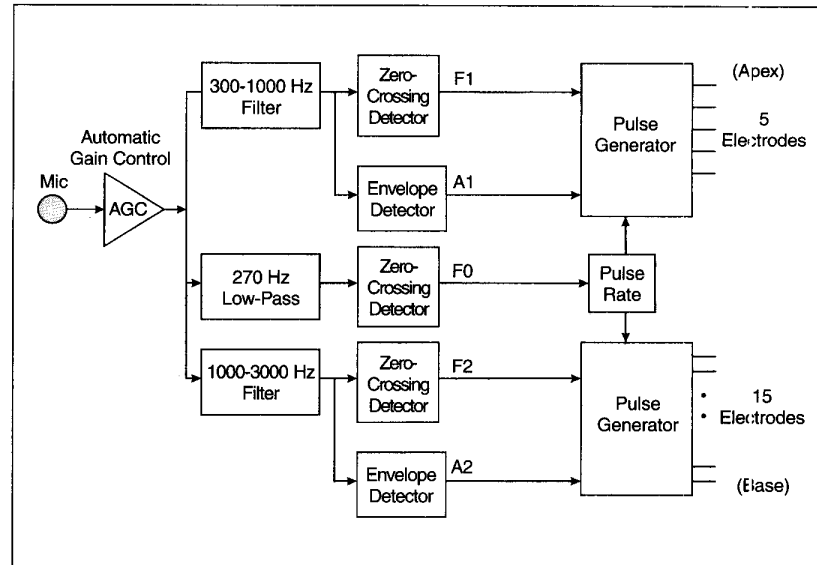 Automatic
Gain Control
Mic
AGC
300-1000 Hz
Filter
270 Hz
Low-Pass
1000-3000 Hz
Filter
Zero-
Crossing
Detector
F1
Envelope
Detector
A1
Zero-
Crossing
Detector
F0
Zero-
Crossing
Detector
F2
Envelope
Detector
A2
Pulse
Generator
Pulse
Rate
Pulse
Generator
(Apex)
5
Electrodes
15
Electrodes
(Base)